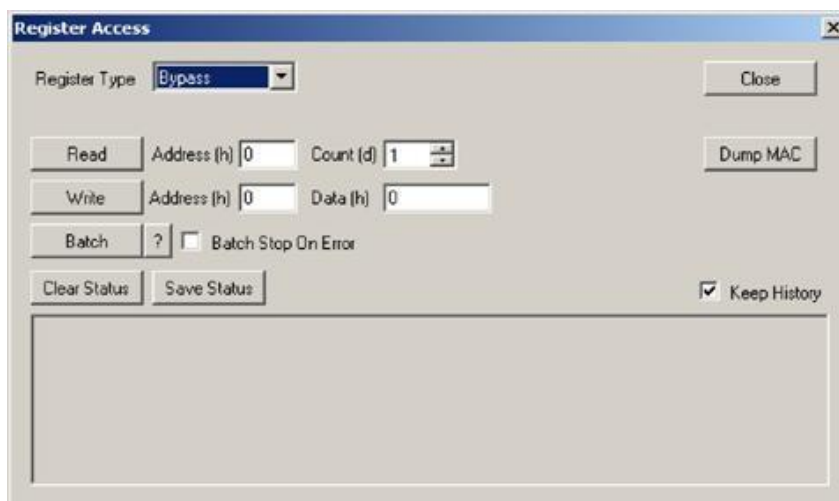 Register Access
Register Type Bypass Close
Read Address (h) 0 Count (d) 1 Dump MAC
Write Address (h) 0 Data (h) 0
Batch ? Batch Stop On Error
Clear Status Save Status Keep History